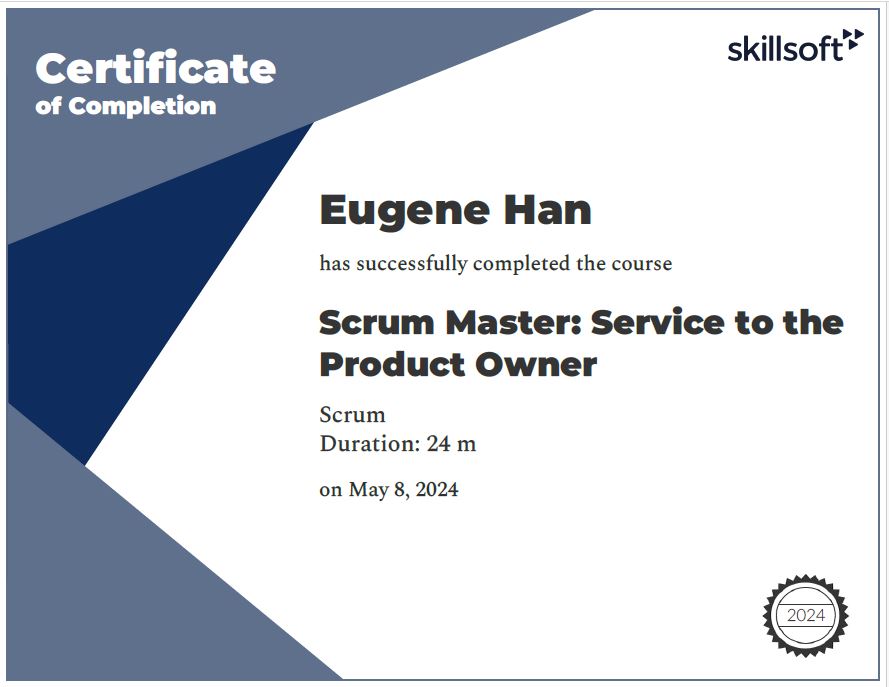 Certificate
of Completion
skillsoft
Eugene Han
has successfully completed the course
Scrum Master: Service to the
Product Owner
Scrum
Duration: 24 m
on May 8, 2024
2024